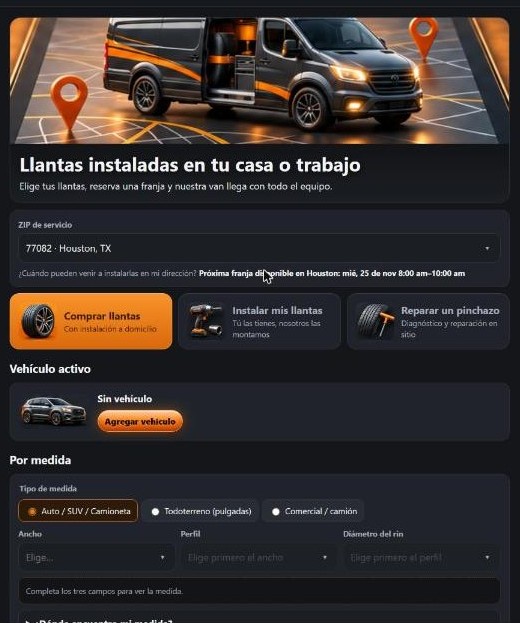 Llantas instaladas en tu casa o trabajo
Elige tus llantas, reserva una franja y nuestra van llega con todo el equipo.
ZIP de servicio
77082 · Houston, TX
¿Cuándo pueden venir a instalarlas en mi dirección? Próxima franja disponible en Houston: mié, 25 de nov 8:00 am–10:00 am
Comprar llantas
Con instalación a domicilio
Instalar mis llantas
Tú las tienes, nosotros las
montamos
Reparar un pinchazo
Diagnóstico y reparación en
sitio
Vehículo activo
Sin vehículo
Agregar vehículo
Por medida
Tipo de medida
Auto / SUV / Camioneta
Todoterreno (pulgadas)
Comercial / camión
Ancho
Perfil
Diámetro del rin
Elige...
Elige primero el ancho
Elige primero el perfil
Completa los tres campos para ver la medida.
¿Dónde encuentro mi medida?